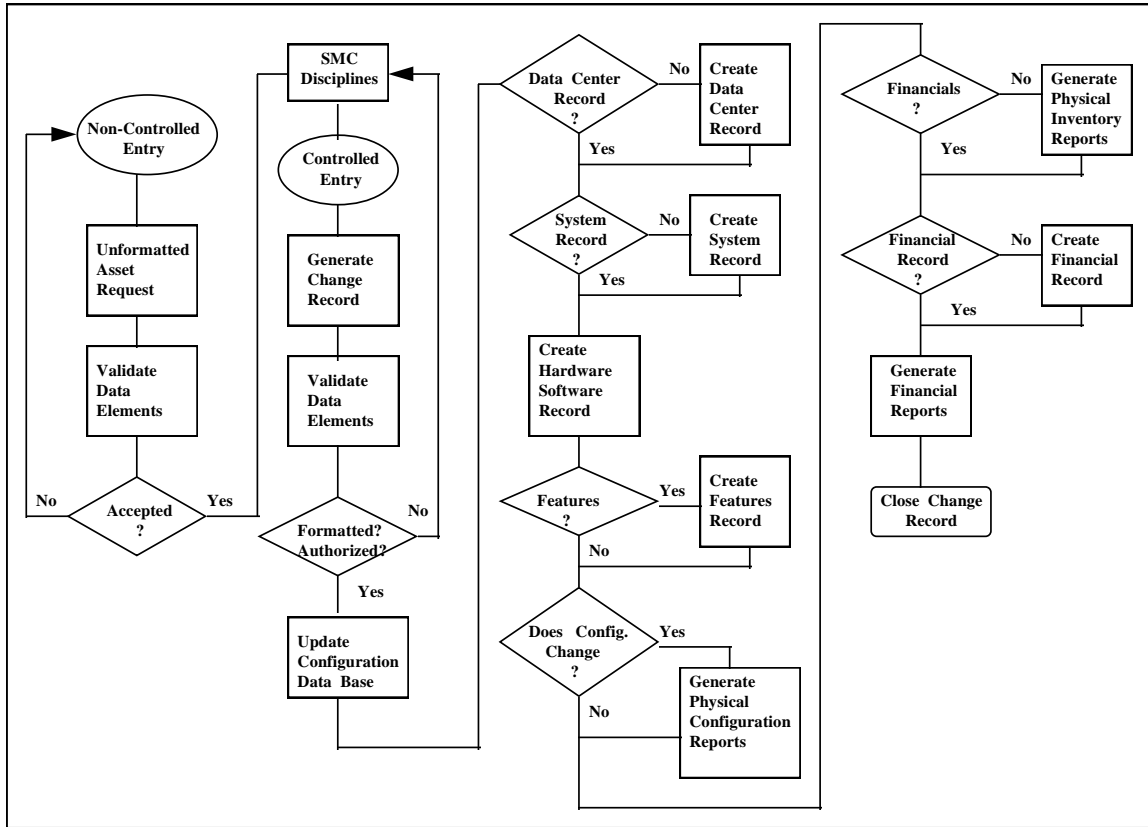 Non-Controlled
Entry
Unformatted
Asset
Request
Validate
Data
Elements
No
Accepted
?
Yes
SMC
Disciplines
Controlled
Entry
Generate
Change
Record
Validate
Data
Elements
Formatted?
Authorized?
No
Yes
Update
Configuration
Data Base
Data Center
Record
?
No
Create
Data
Center
Record
Yes
System
Record
?
No
Create
System
Record
Yes
Create
Hardware
Software
Record
Features
?
Yes
Create
Features
Record
No
Does Config.
Change
?
Yes
Generate
Physical
Configuration
Reports
No
Financials
?
No
Generate
Physical
Inventory
Reports
Yes
Financial
Record
?
No
Create
Financial
Record
Yes
Generate
Financial
Reports
Close Change
Record